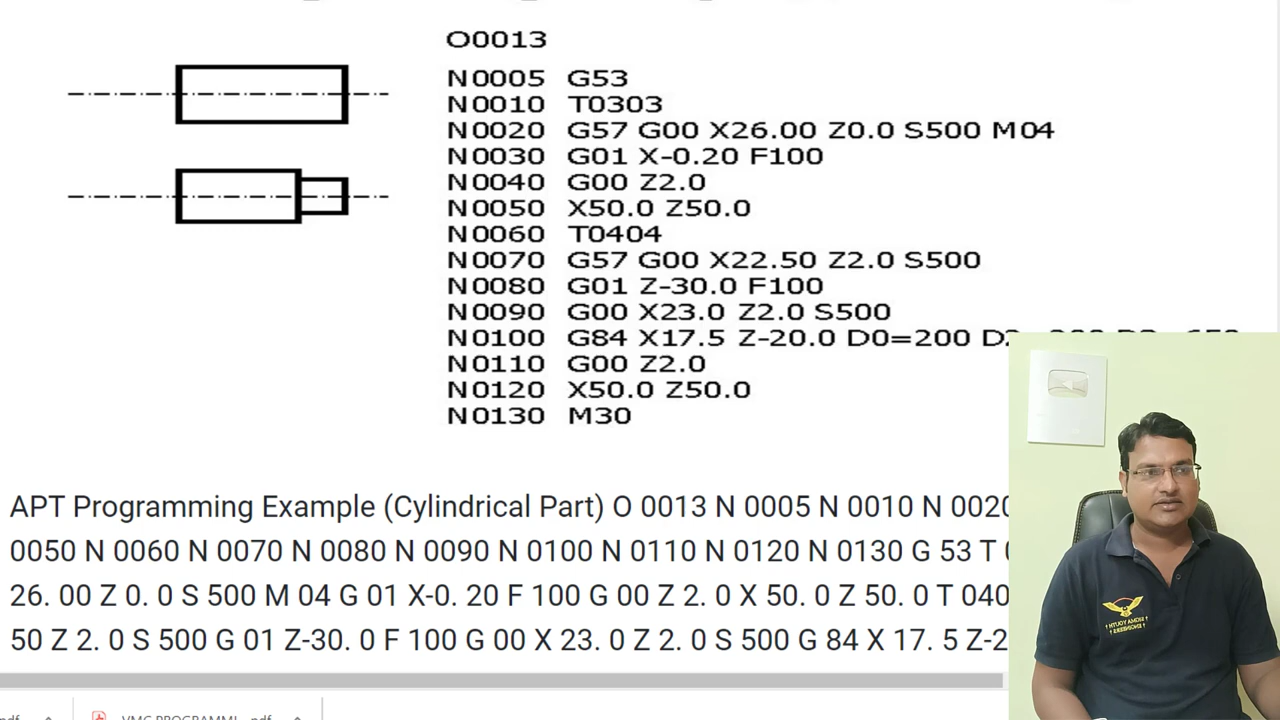 O0013
N0005 G53
N0010 T0303
N0020 G57 G00 X26.00 Z0.0 S500 M04
N0030 G01 X-0.20 F100
N0040 G00 Z2.0
N0050 X50.0 Z50.0
N0060 T0404
N0070 G57 G00 X22.50 Z2.0 S500
N0080 G01 Z-30.0 F100
N0090 G00 X23.0 Z2.0 S500
N0100 G84 X17.5 Z-20.0 D0=200
N0110 G00 Z2.0
N0120 X50.0 Z50.0
N0130 M30
APT Programming Example (Cylindrical Part) O 0013 N 0005 N 0010 N 0020
0050 N 0060 N 0070 N 0080 N 0090 N 0100 N 0110 N 0120 N 0130 G 53 T
26. 00 Z 0. 0 S 500 M 04 G 01 X-0. 20 F 100 G 00 Z 2. 0 X 50. 0 Z 50. 0 T 040
50 Z 2. 0 S 500 G 01 Z-30. 0 F 100 G 00 X 23. 0 Z 2. 0 S 500 G 84 X 17. 5 Z-2